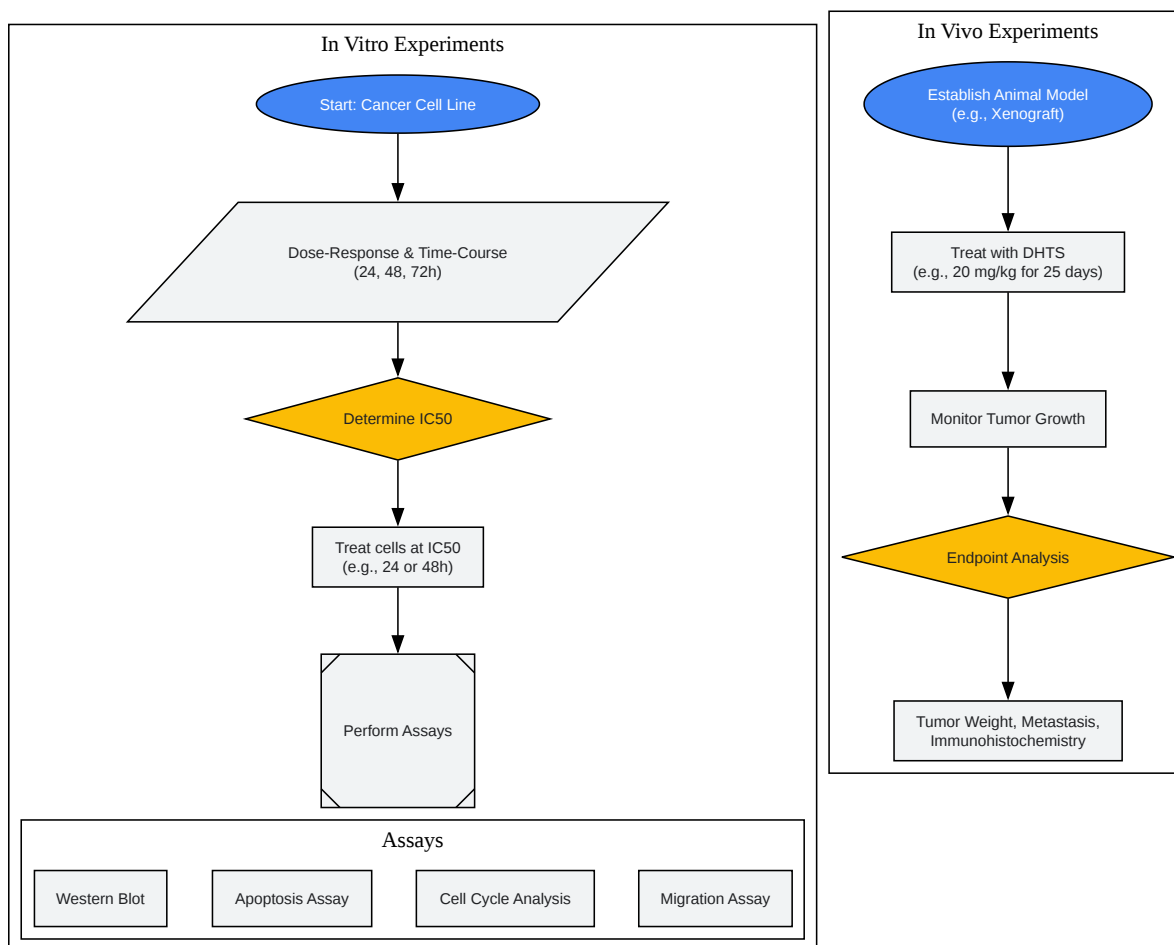 In Vitro Experiments
Start: Cancer Cell Line
Dose-Response & Time-Course
(24, 48, 72h)
Determine IC50
Treat cells at IC50
(e.g., 24 or 48h)
Perform Assays
Assays
Western Blot
Apoptosis Assay
Cell Cycle Analysis
Migration Assay
In Vivo Experiments
Establish Animal Model
(e.g., Xenograft)
Treat with DHTS
(e.g., 20 mg/kg for 25 days)
Monitor Tumor Growth
Endpoint Analysis
Tumor Weight, Metastasis,
Immunohistochemistry